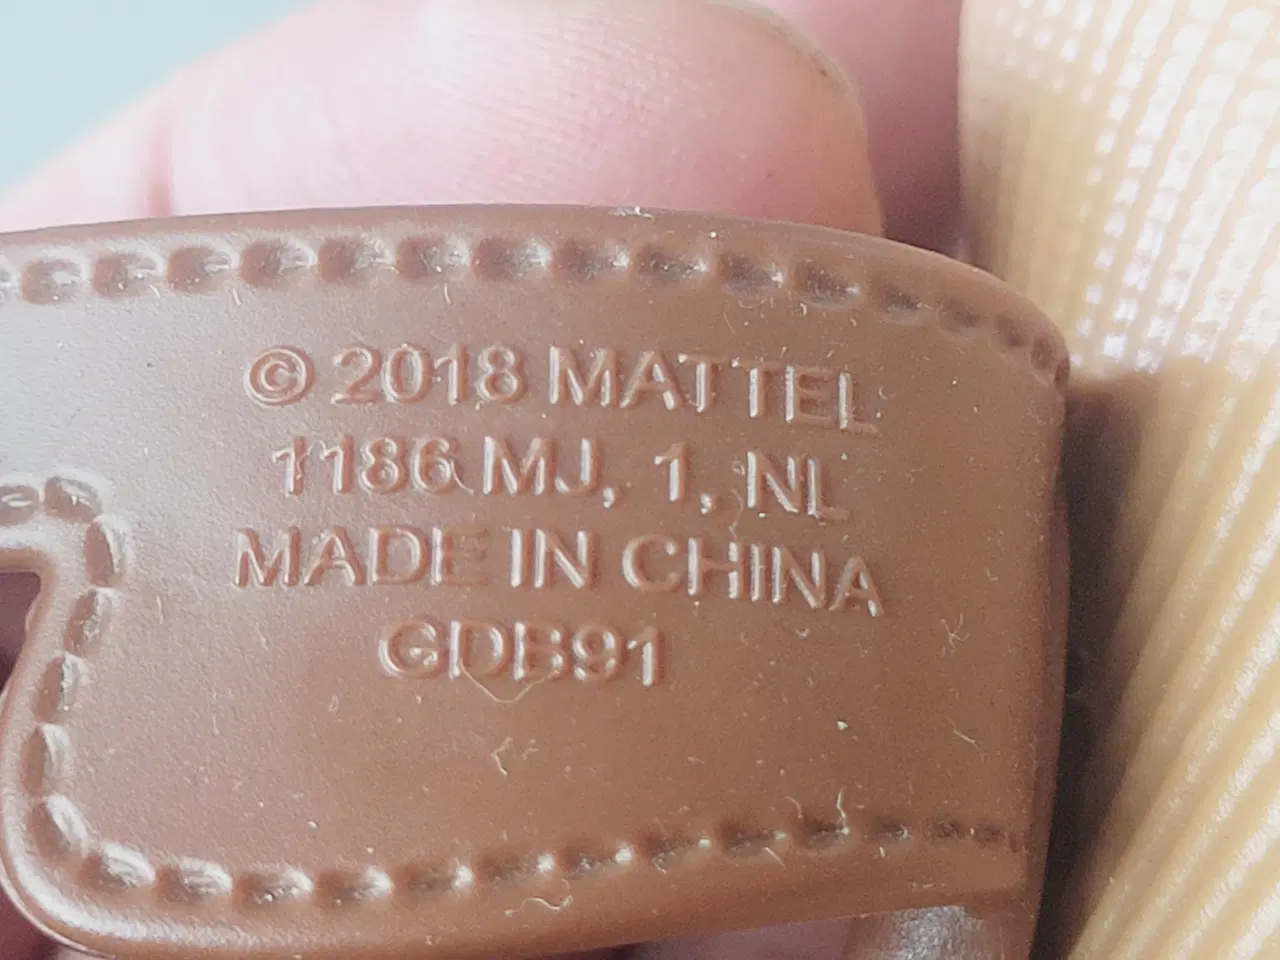 © 2018 MATTEL
1186 MJ, 1, NL
MADE IN CHINA
GDB91